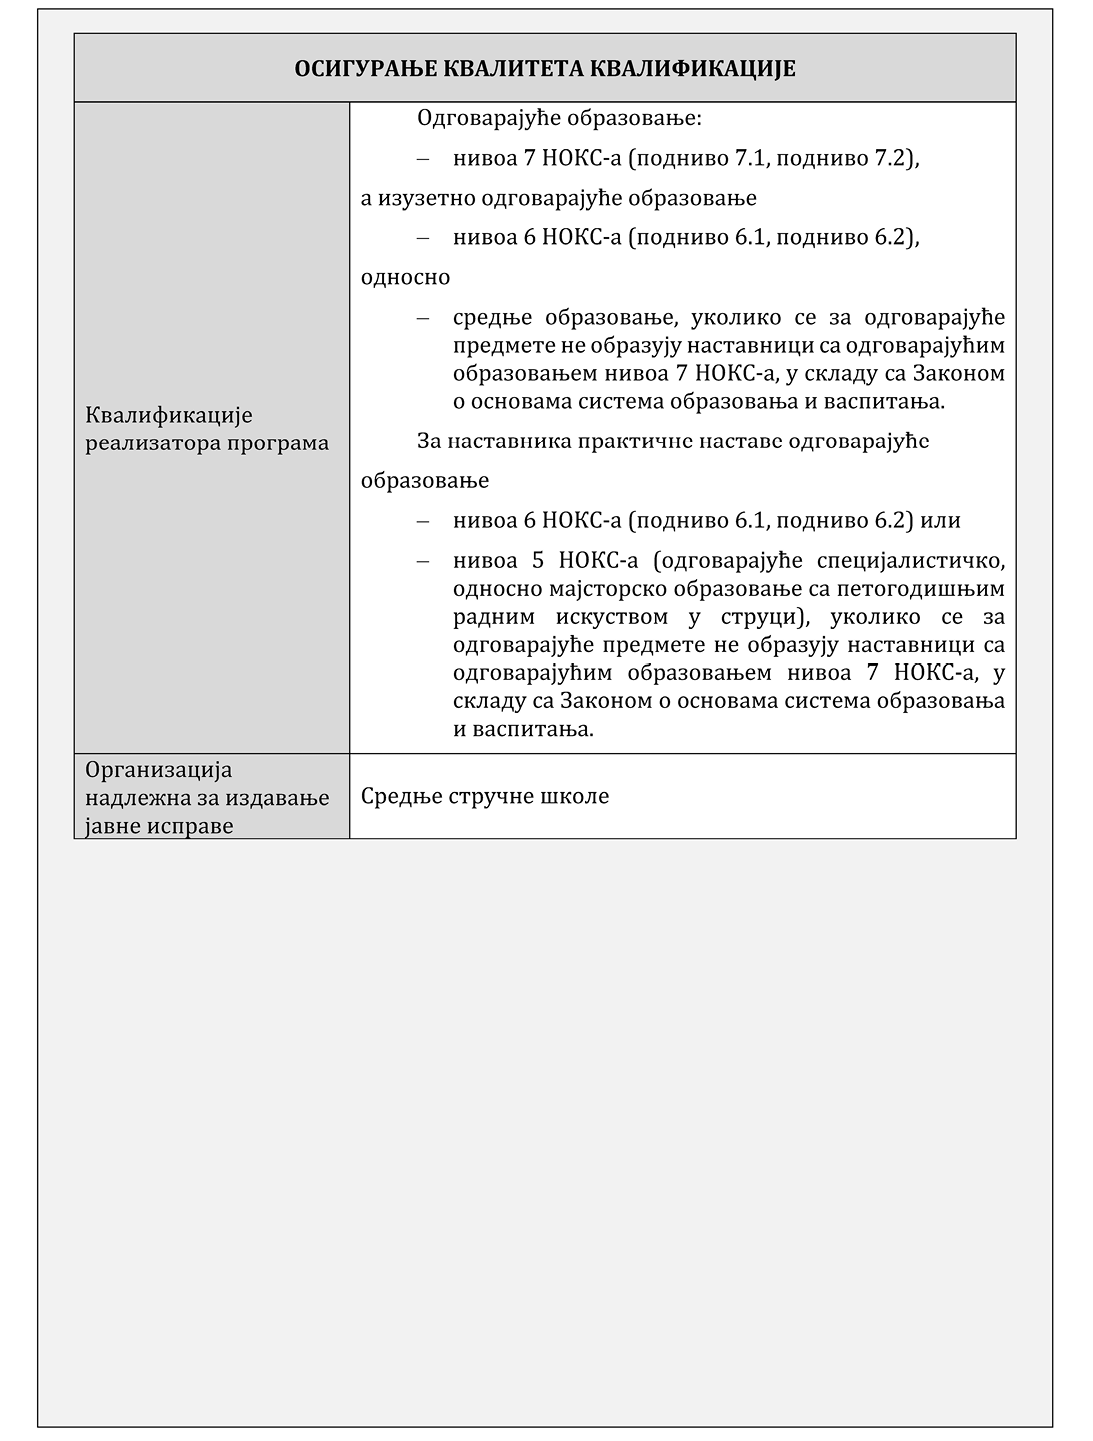 ОСИГУРАЊЕ КВАЛИТЕТА КВАЛИФИКАЦИЈЕ
Квалификације
реализатора програма
Одговарајуће образовање:
– нивоа 7 НОКС-а (подниво 7.1, подниво 7.2),
а изузетно одговарајуће образовање
– нивоа 6 НОКС-а (подниво 6.1, подниво 6.2),
односно
– средње образовање, уколико се за одговарајуће
предмете не образују наставници са одговарајућим
образовањем нивоа 7 НОКС-а, у складу са Законом
о основама система образовања и васпитања.
За наставника практичне наставе одговарајуће
образовање
– нивоа 6 НОКС-а (подниво 6.1, подниво 6.2) или
– нивоа 5 НОКС-а (одговарајуће специјалистичко,
односно мајсторско образовање са петогодишњим
радним искуством у струци), уколико се за
одговарајуће предмете не образују наставници са
одговарајућим образовањем нивоа 7 НОКС-а, у
складу са Законом о основама система образовања
и васпитања.
Организација
надлежна за издавање
јавне исправе
Средње стручне школе